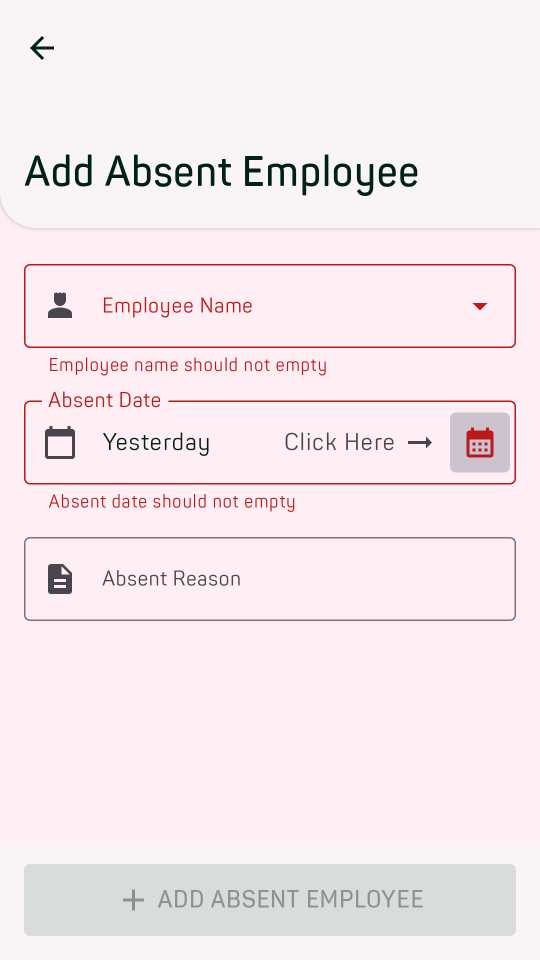 Add Absent Employee
Employee Name
Employee name should not empty
Absent Date
Yesterday Click Here
Absent date should not empty
Absent Reason
ADD ABSENT EMPLOYEE